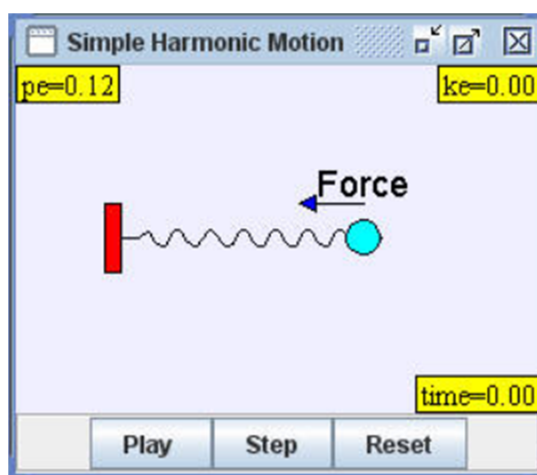 Simple Harmonic Motion
pe=0.12
ke=0.00
Force
time=0.00
Play
Step
Reset